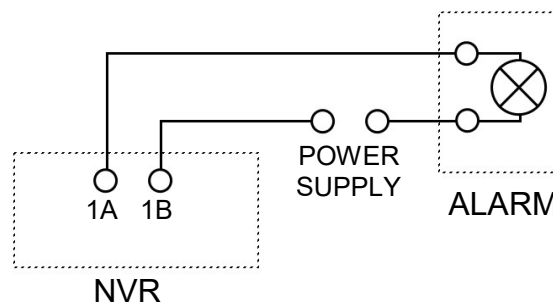 POWER
SUPPLY
1A 1B
ALARM
NVR